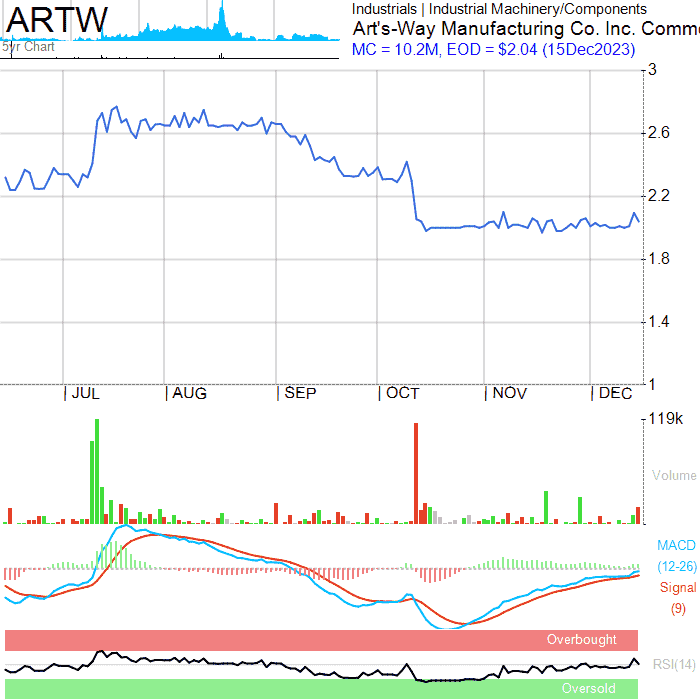 ARTW
Industrials | Industrial Machinery/Components
Art's-Way Manufacturing Co. Inc. Comm
MC = 10.2M, EOD = $2.04 (15Dec2023)
5yr Chart
3
2.6
2.2
1.8
1.4
1
JUL AUG SEP OCT NOV DEC
119k
Volume
MACD
(12-26)
Signal
(9)
Overbought
RSI(14)
Oversold